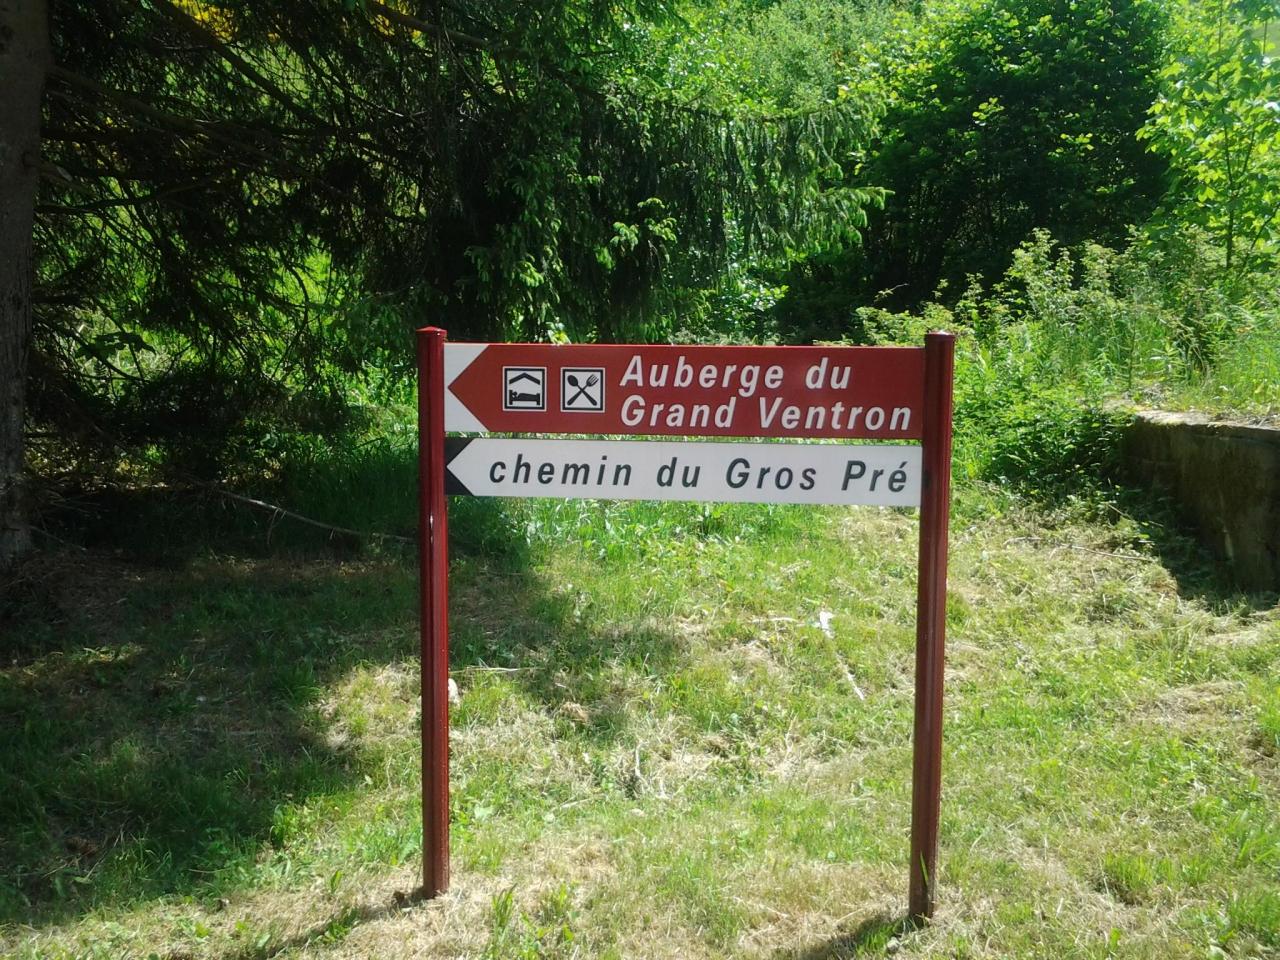 Auberge du
Grand Ventron
chemin du Gros Pré